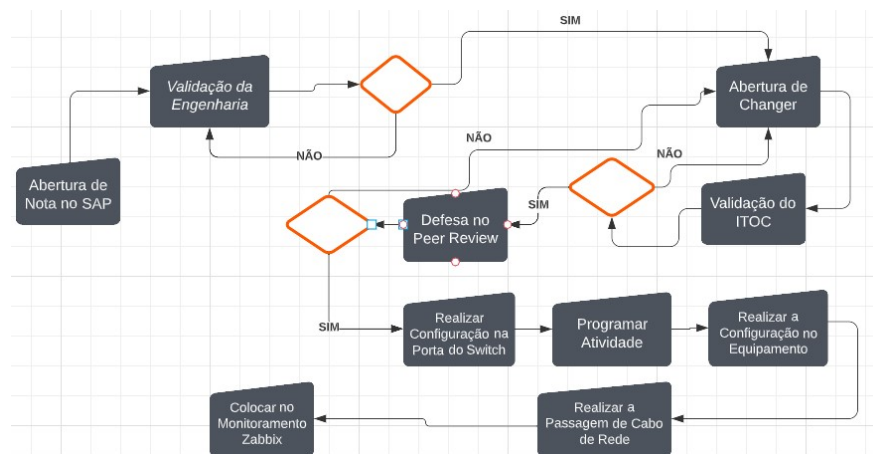 SIM
Validação da
Engenharia
Abertura de
Changer
NÃO
NÃO
NÃO
Abertura de
Nota no SAP
SIM
Defesa no
Peer Review
Validação do
ITOC
SIM
Realizar
Configuração na
Porta do Switch
Programar
Atividade
Realizar a
Configuração no
Equipamento
Colocar no
Monitoramento
Zabbix
Realizar a
Passagem de Cabo
de Rede